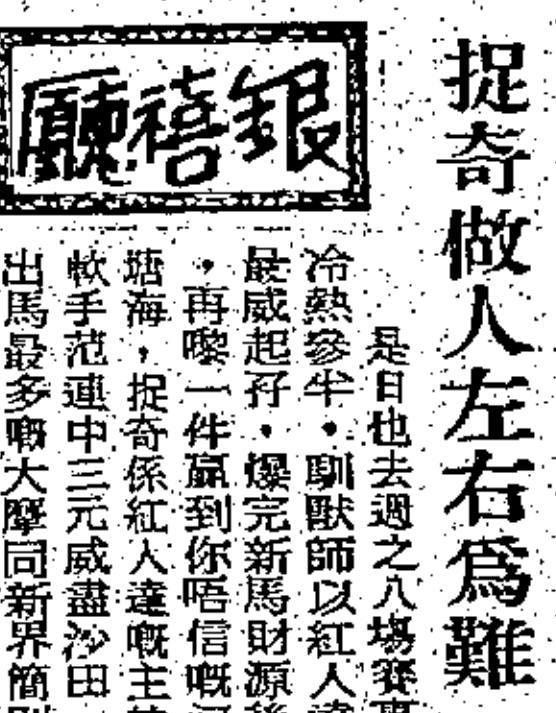 捉奇做人左右為難
銀禧廳
是日也去週之八場賽事
冷熱參半，馴獸師以紅人達
最威起孖，爆完新馬財源
，再嚟一件贏到你唔信嘅
塘海，捉奇係紅人達嘅主
軟手范連中三元威盡沙田
出馬最多嘅大摩同新界簡